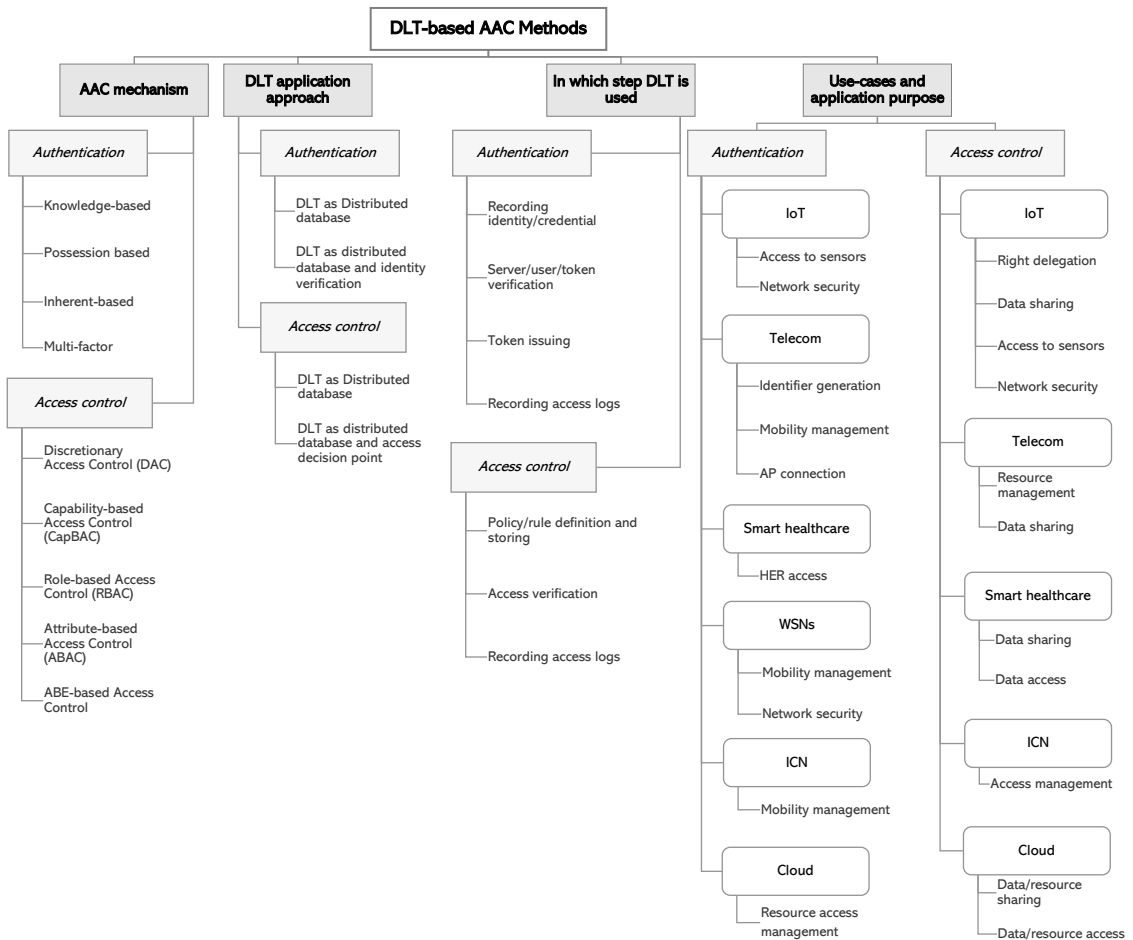 DLT-based AAC Methods
AAC mechanism
Authentication
Knowledge-based
Possession based
Inherent-based
Multi-factor
Access control
Discretionary
Access Control (DAC)
Capability-based
Access Control
(CapBAC)
Role-based Access
Control (RBAC)
Attribute-based
Access Control
(ABAC)
ABE-based Access
Control
DLT application
approach
Authentication
DLT as Distributed
database
DLT as distributed
database and identity
verification
Access control
DLT as Distributed
database
DLT as distributed
database and access
decision point
In which step DLT is
used
Authentication
Recording
identity/credential
Server/user/token
verification
Token issuing
Recording access logs
Access control
Policy/rule definition and
storing
Access verification
Recording access logs
Use-cases and
application purpose
Authentication
IoT
Access to sensors
Network security
Telecom
Identifier generation
Mobility management
AP connection
Smart healthcare
HER access
WSNs
Mobility management
Network security
ICN
Mobility management
Cloud
Resource access
management
Access control
IoT
Right delegation
Data sharing
Access to sensors
Network security
Telecom
Resource
management
Data sharing
Smart healthcare
Data sharing
Data access
ICN
Access management
Cloud
Data/resource
sharing
Data/resource access